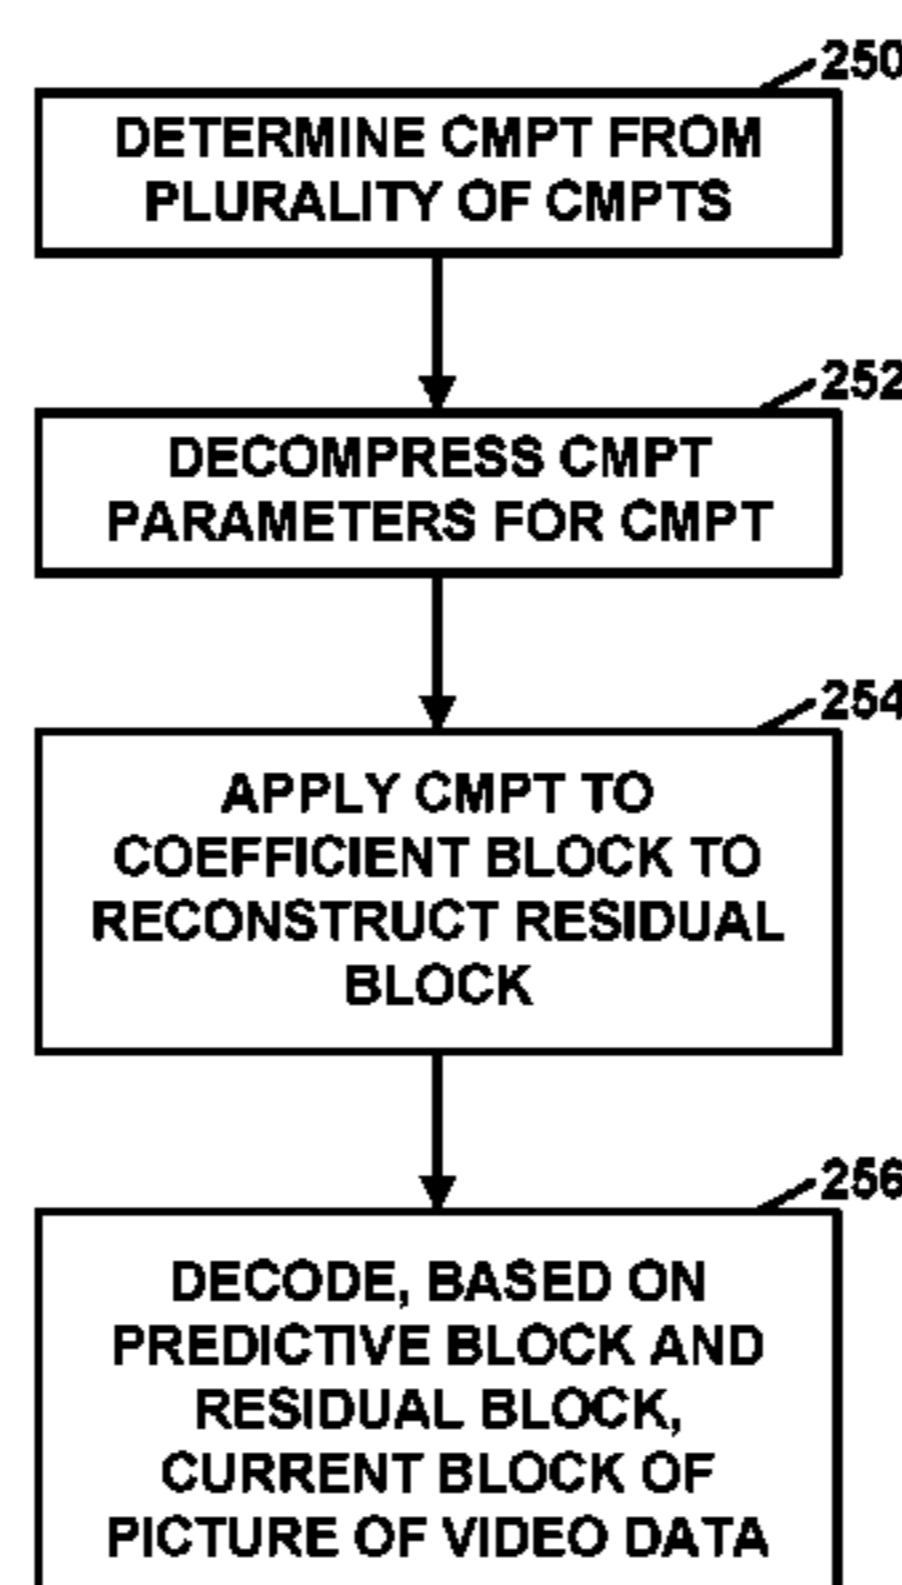 250
DETERMINE CMPT FROM
PLURALITY OF CMPTS
252
DECOMPRESS CMPT
PARAMETERS FOR CMPT
254
APPLY CMPT TO
COEFFICIENT BLOCK TO
RECONSTRUCT RESIDUAL
BLOCK
256
DECODE, BASED ON
PREDICTIVE BLOCK AND
RESIDUAL BLOCK,
CURRENT BLOCK OF
PICTURE OF VIDEO DATA